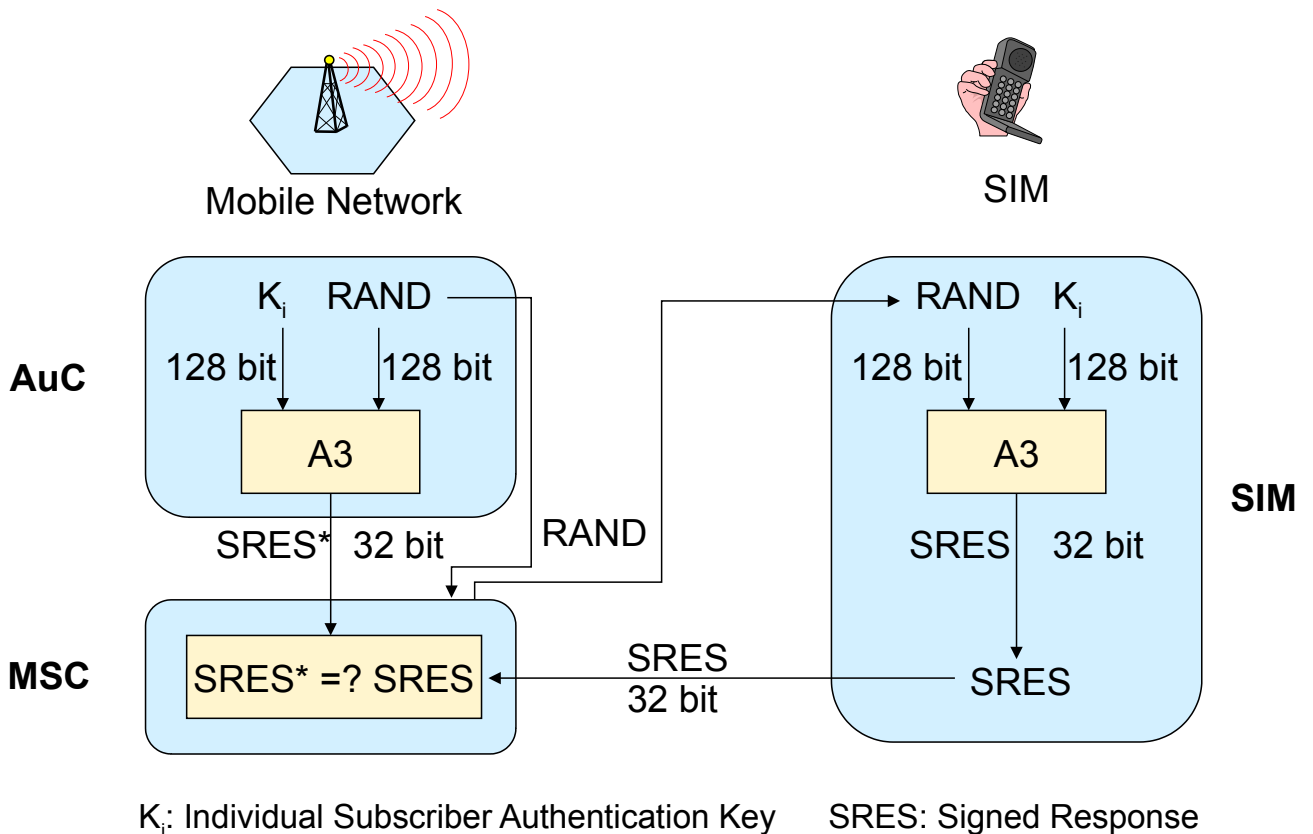 Mobile Network
SIM
AuC
K_i RAND
128 bit 128 bit
A3
SRES* 32 bit
RAND
MSC
SRES* =? SRES
SRES
32 bit
RAND K_i
128 bit 128 bit
A3
SRES 32 bit
SRES
SIM
K_i: Individual Subscriber Authentication Key SRES: Signed Response